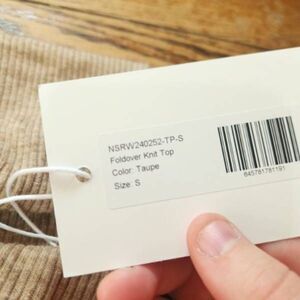 NSRW240252-TP-S
Foldover Knit Top
Color: Taupe
Size: S
845781781191